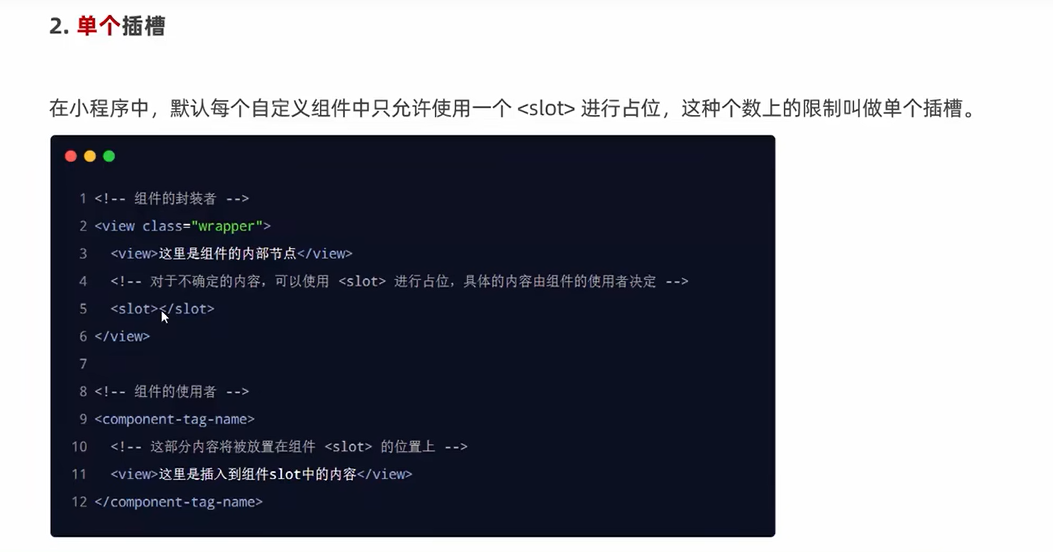 2. 单个插槽
在小程序中，默认每个自定义组件中只允许使用一个 <slot> 进行占位，这种个数上的限制叫做单个插槽。
1 <!-- 组件的封装者 -->
2 <view class="wrapper">
3   <view>这里是组件的内部节点</view>
4   <!-- 对于不确定的内容，可以使用 <slot> 进行占位，具体的内容由组件的使用者决定 -->
5   <slot></slot>
6 </view>
7
8 <!-- 组件的使用者 -->
9 <component-tag-name>
10   <!-- 这部分内容将被放置在组件 <slot> 的位置上 -->
11   <view>这里是插入到组件slot中的内容</view>
12 </component-tag-name>